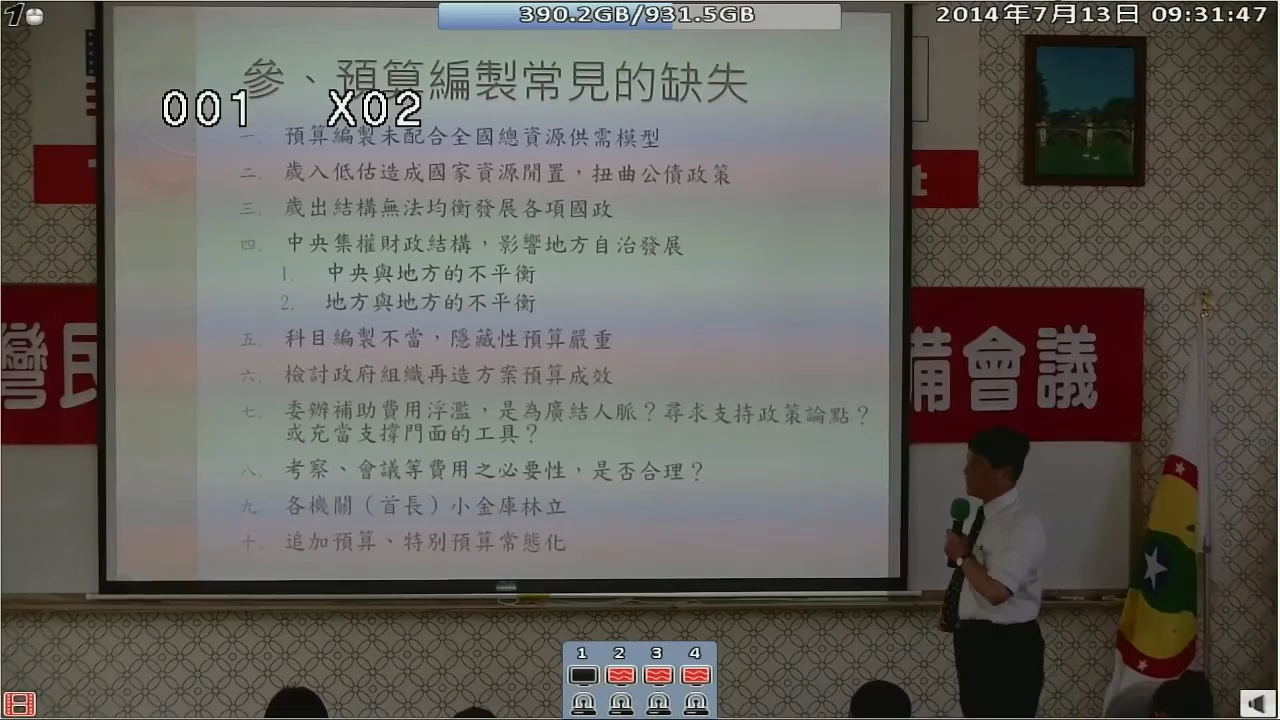 390.2GB/931.5GB
2014年7月13日 09:31:47
001 X02
參、預算編製常見的缺失
一. 預算編製未配合全國總資源供需模型
二. 歲入低估造成國家資源閒置，扭曲公債政策
三. 歲出結構無法均衡發展各項國政
四. 中央集權財政結構，影響地方自治發展
1. 中央與地方的不平衡
2. 地方與地方的不平衡
五. 科目編製不當，隱藏性預算嚴重
六. 檢討政府組織再造方案預算成效
七. 委辦補助費用浮濫，是為廣結人脈？尋求支持政策論點？
或充當支撐門面的工具？
八. 考察、會議等費用之必要性，是否合理？
九. 各機關（首長）小金庫林立
十. 追加預算、特別預算常態化
灣民
備會議
1 2 3 4